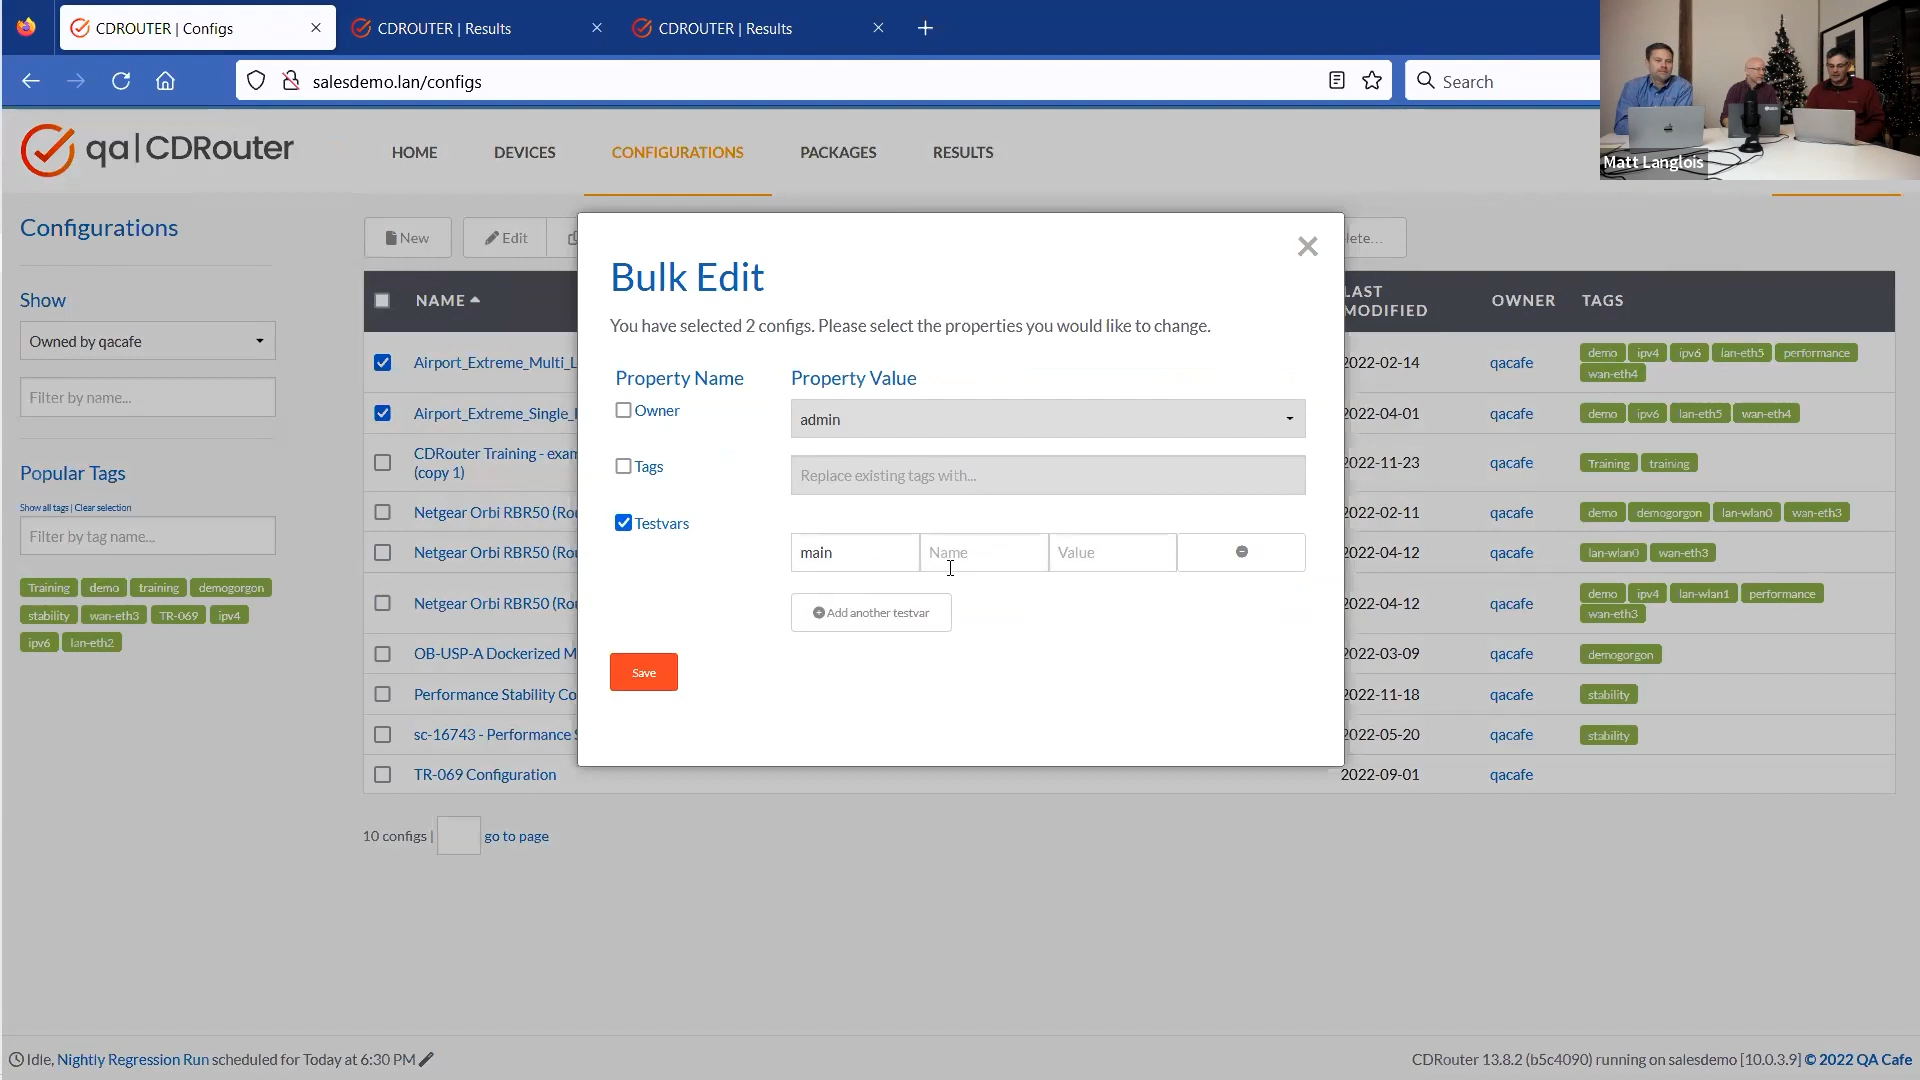 CDROUTER | Configs
CDROUTER | Results
CDROUTER | Results
salesdemo.lan/configs
Search
Matt Langlois
qa|CDRouter
HOME
DEVICES
CONFIGURATIONS
PACKAGES
RESULTS
Configurations
Show
Owned by qacafe
Filter by name...
Popular Tags
Show all tags | Clear selection
Filter by tag name...
Training demo training demogorgon
stability wan-eth3 TR-069 ipv4
ipv6 lan-eth2
New
Edit
lete...
NAME
LAST MODIFIED
OWNER
TAGS
Airport_Extreme_Multi_L
2022-02-14
qacafe
demo ipv4 ipv6 lan-eth5 performance
wan-eth4
Airport_Extreme_Single_
2022-04-01
qacafe
demo ipv6 lan-eth5 wan-eth4
CDRouter Training - exam
(copy 1)
2022-11-23
qacafe
Training training
Netgear Orbi RBR50 (Rou
2022-02-11
qacafe
demo demogorgon lan-wlan0 wan-eth3
Netgear Orbi RBR50 (Rou
2022-04-12
qacafe
lan-wlan0 wan-eth3
Netgear Orbi RBR50 (Rou
2022-04-12
qacafe
demo ipv4 lan-wlan1 performance
wan-eth3
OB-USP-A Dockerized M
2022-03-09
qacafe
demogorgon
Performance Stability Co
2022-11-18
qacafe
stability
sc-16743 - Performance S
2022-05-20
qacafe
stability
TR-069 Configuration
2022-09-01
qacafe
10 configs |
go to page
Bulk Edit
You have selected 2 configs. Please select the properties you would like to change.
Property Name
Property Value
Owner
admin
Tags
Replace existing tags with...
Testvars
main
Name
Value
Add another testvar
Save
Idle, Nightly Regression Run scheduled for Today at 6:30 PM
CDRouter 13.8.2 (b5c4090) running on salesdemo [10.0.3.9] © 2022 QA Cafe